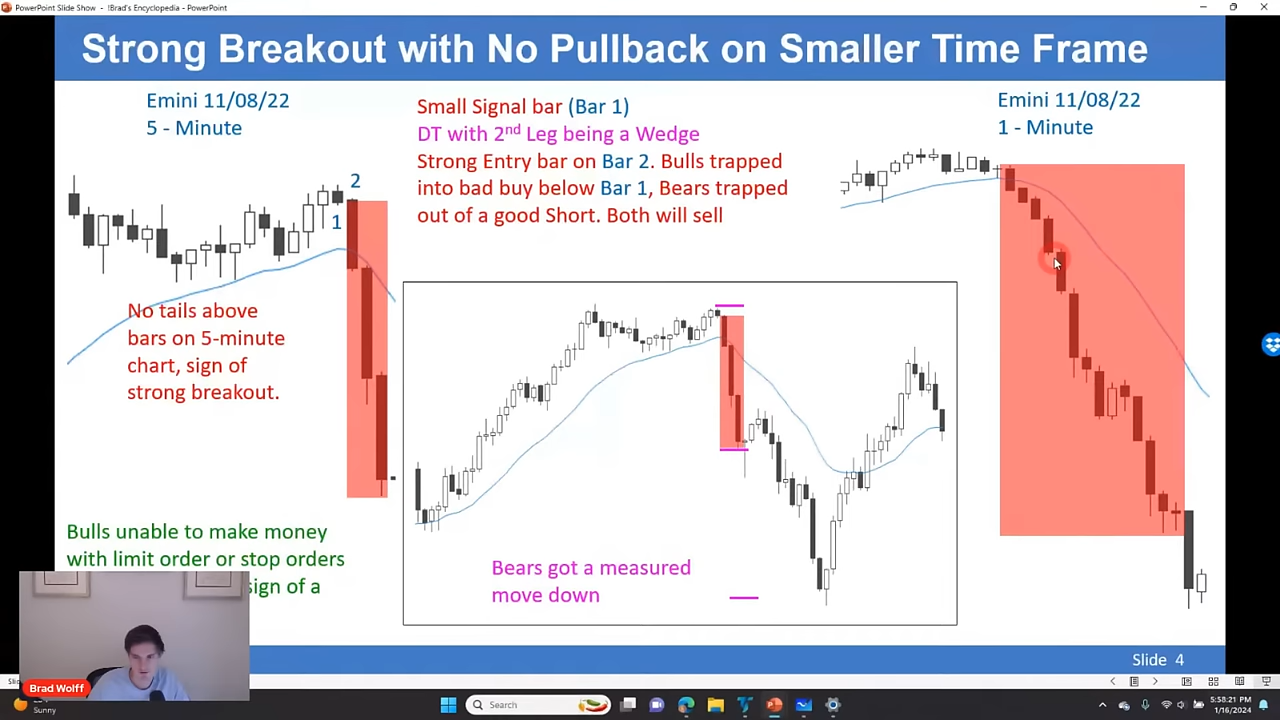 PowerPoint Slide Show - !Brad's Encyclopedia - PowerPoint
Strong Breakout with No Pullback on Smaller Time Frame
Emini 11/08/22
5 - Minute
Small Signal bar (Bar 1)
DT with 2nd Leg being a Wedge
Strong Entry bar on Bar 2. Bulls trapped
into bad buy below Bar 1, Bears trapped
out of a good Short. Both will sell
Emini 11/08/22
1 - Minute
2
1
No tails above
bars on 5-minute
chart, sign of
strong breakout.
Bulls unable to make money
with limit order or stop orders
sign of a
Bears got a measured
move down
Slide 4
Brad Wolff
Sunny
Search
5:58:21 PM
1/16/2024